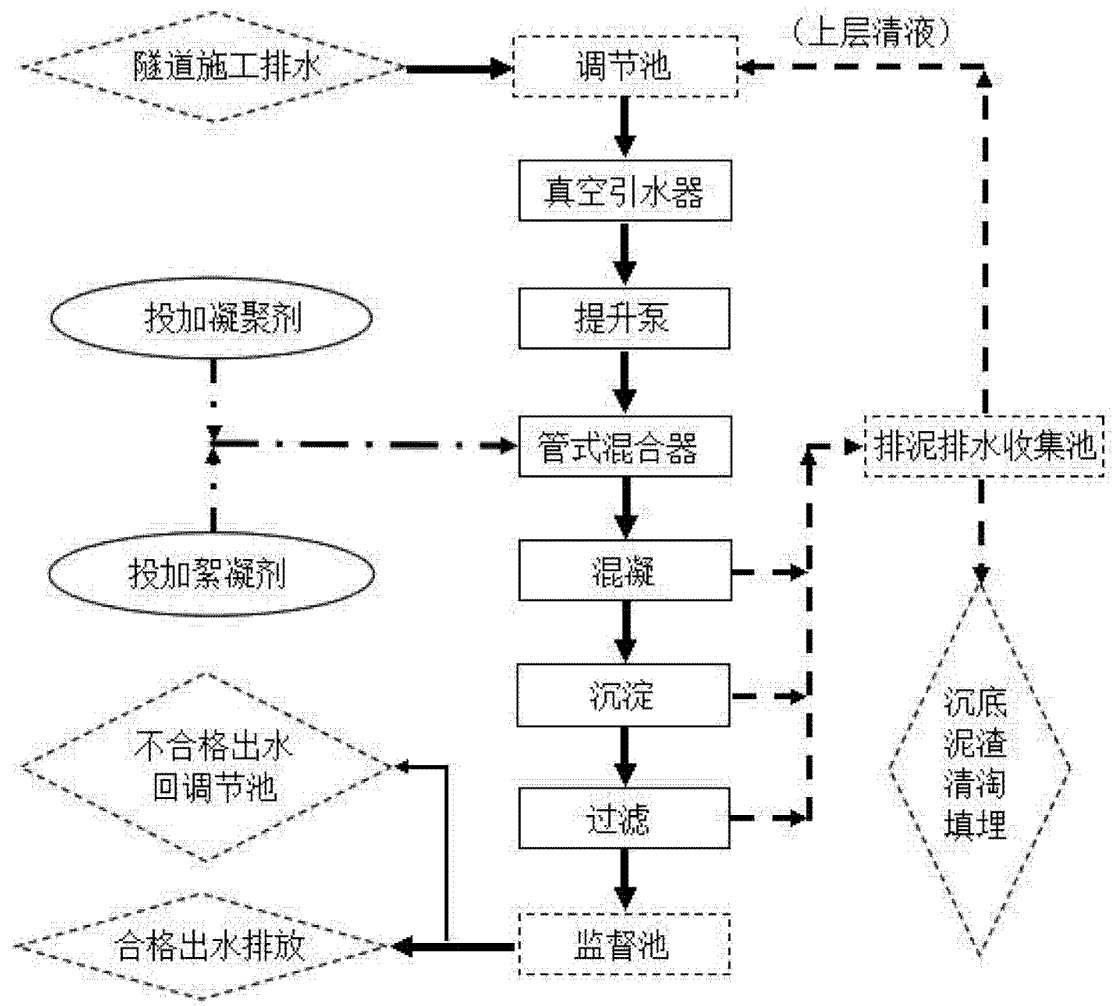 隧道施工排水
调节池
（上层清液）
真空引水器
投加凝聚剂
提升泵
管式混合器
排泥排水收集池
投加絮凝剂
混凝
沉淀
沉底
泥渣
清淘
填埋
不合格出水
回调节池
过滤
合格出水排放
监督池